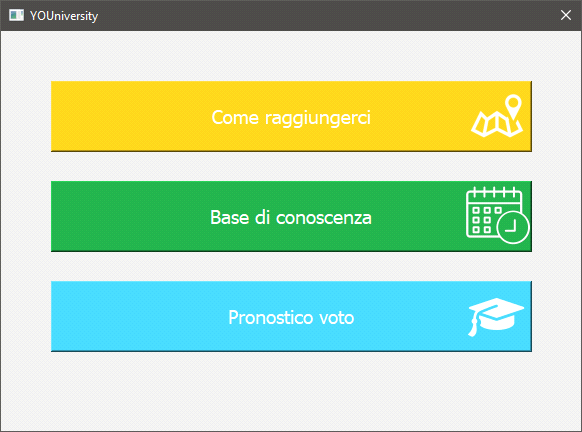 YOUniversity
Come raggiungerci
Base di conoscenza
Pronostico voto